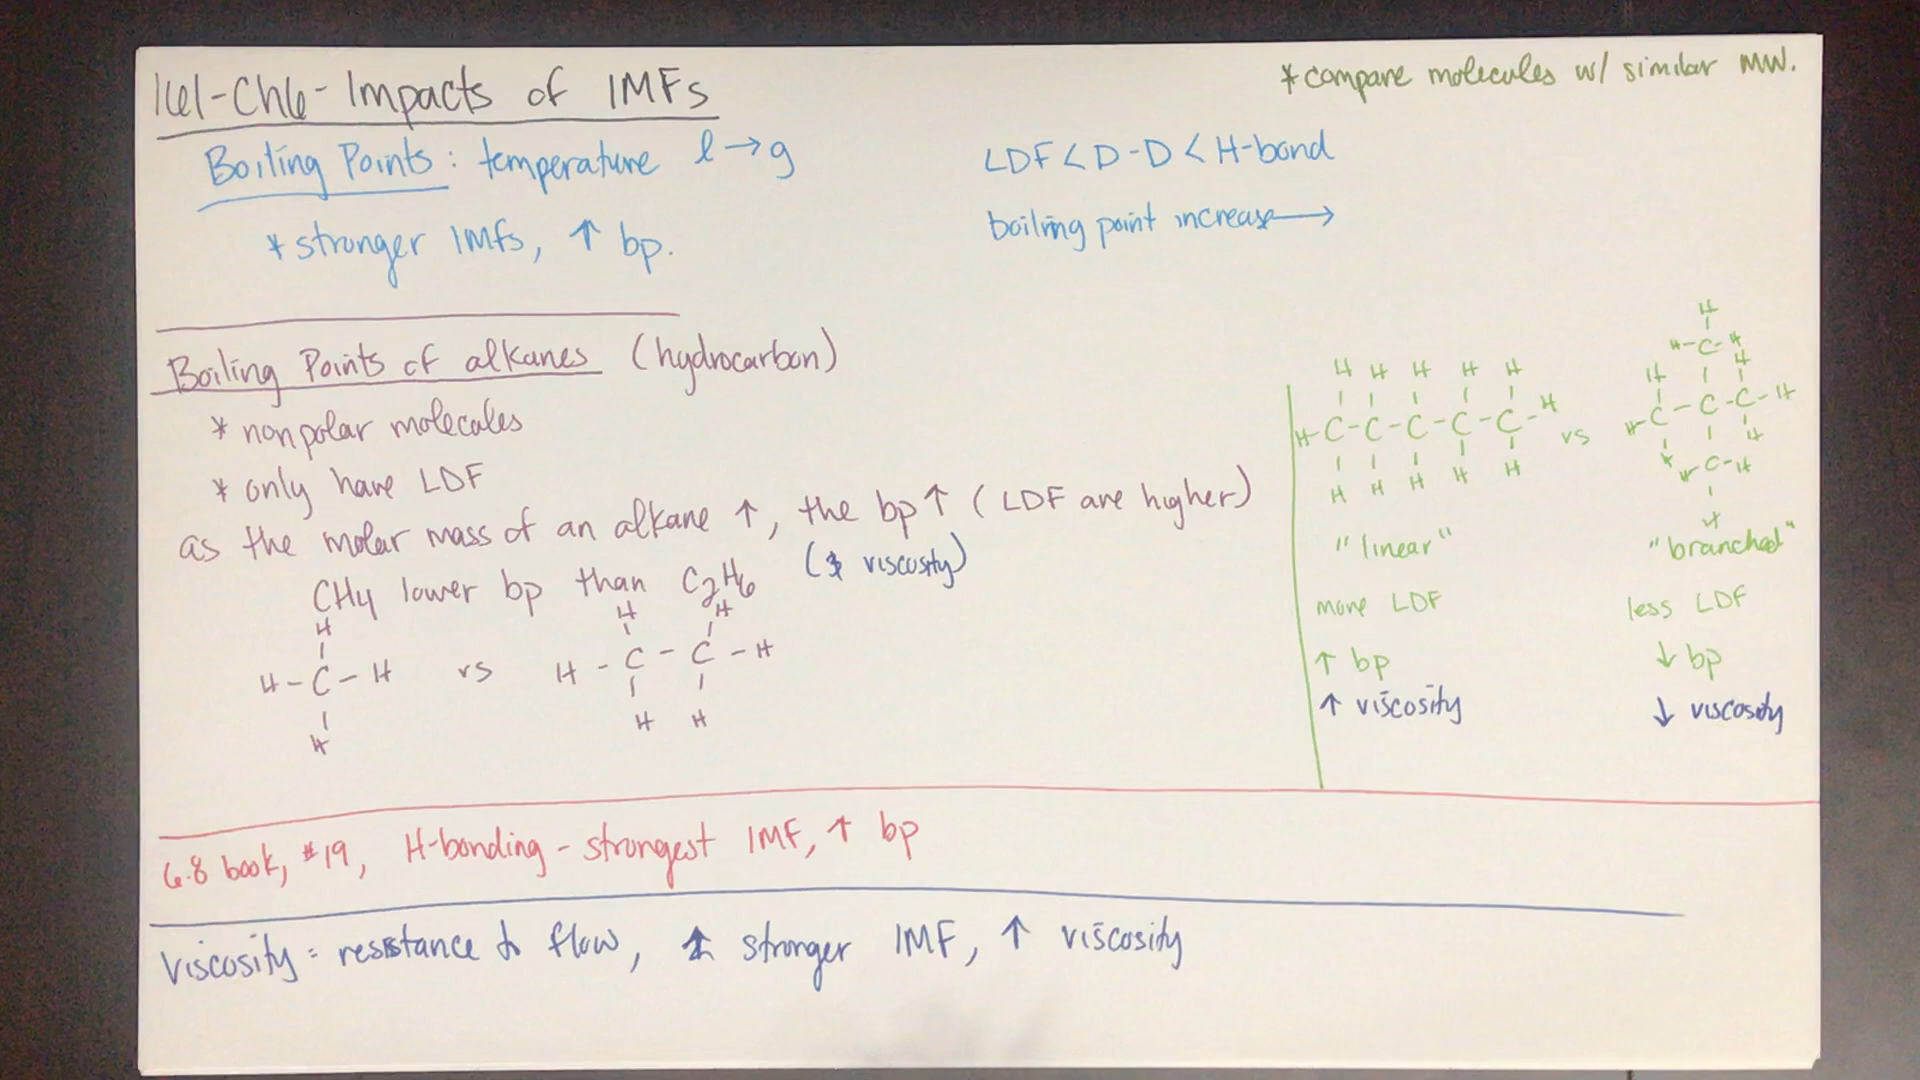 161-Ch6- Impacts of IMFs
* compare molecules w/ similar MW.
Boiling Points: temperature l → g
LDF < D-D < H-bond
* stronger IMFs, ↑ bp.
boiling point increase →
Boiling Points of alkanes (hydrocarbon)
* nonpolar molecules
* only have LDF
as the molar mass of an alkane ↑, the bp ↑ (LDF are higher)
(& viscosity)
CH4 lower bp than C2H6
H
H-C-H
H
vs
H H
H-C-C-H
H H
H H H H H
H-C-C-C-C-C-H
H H H H H
vs
H
H-C-H
H H
H-C-C-C-H
H H
H-C-H
H
"linear" "branched"
more LDF less LDF
↑ bp ↓ bp
↑ viscosity ↓ viscosity
6.8 book, #19, H-bonding - strongest IMF, ↑ bp
Viscosity = resistance to flow, stronger IMF, ↑ viscosity